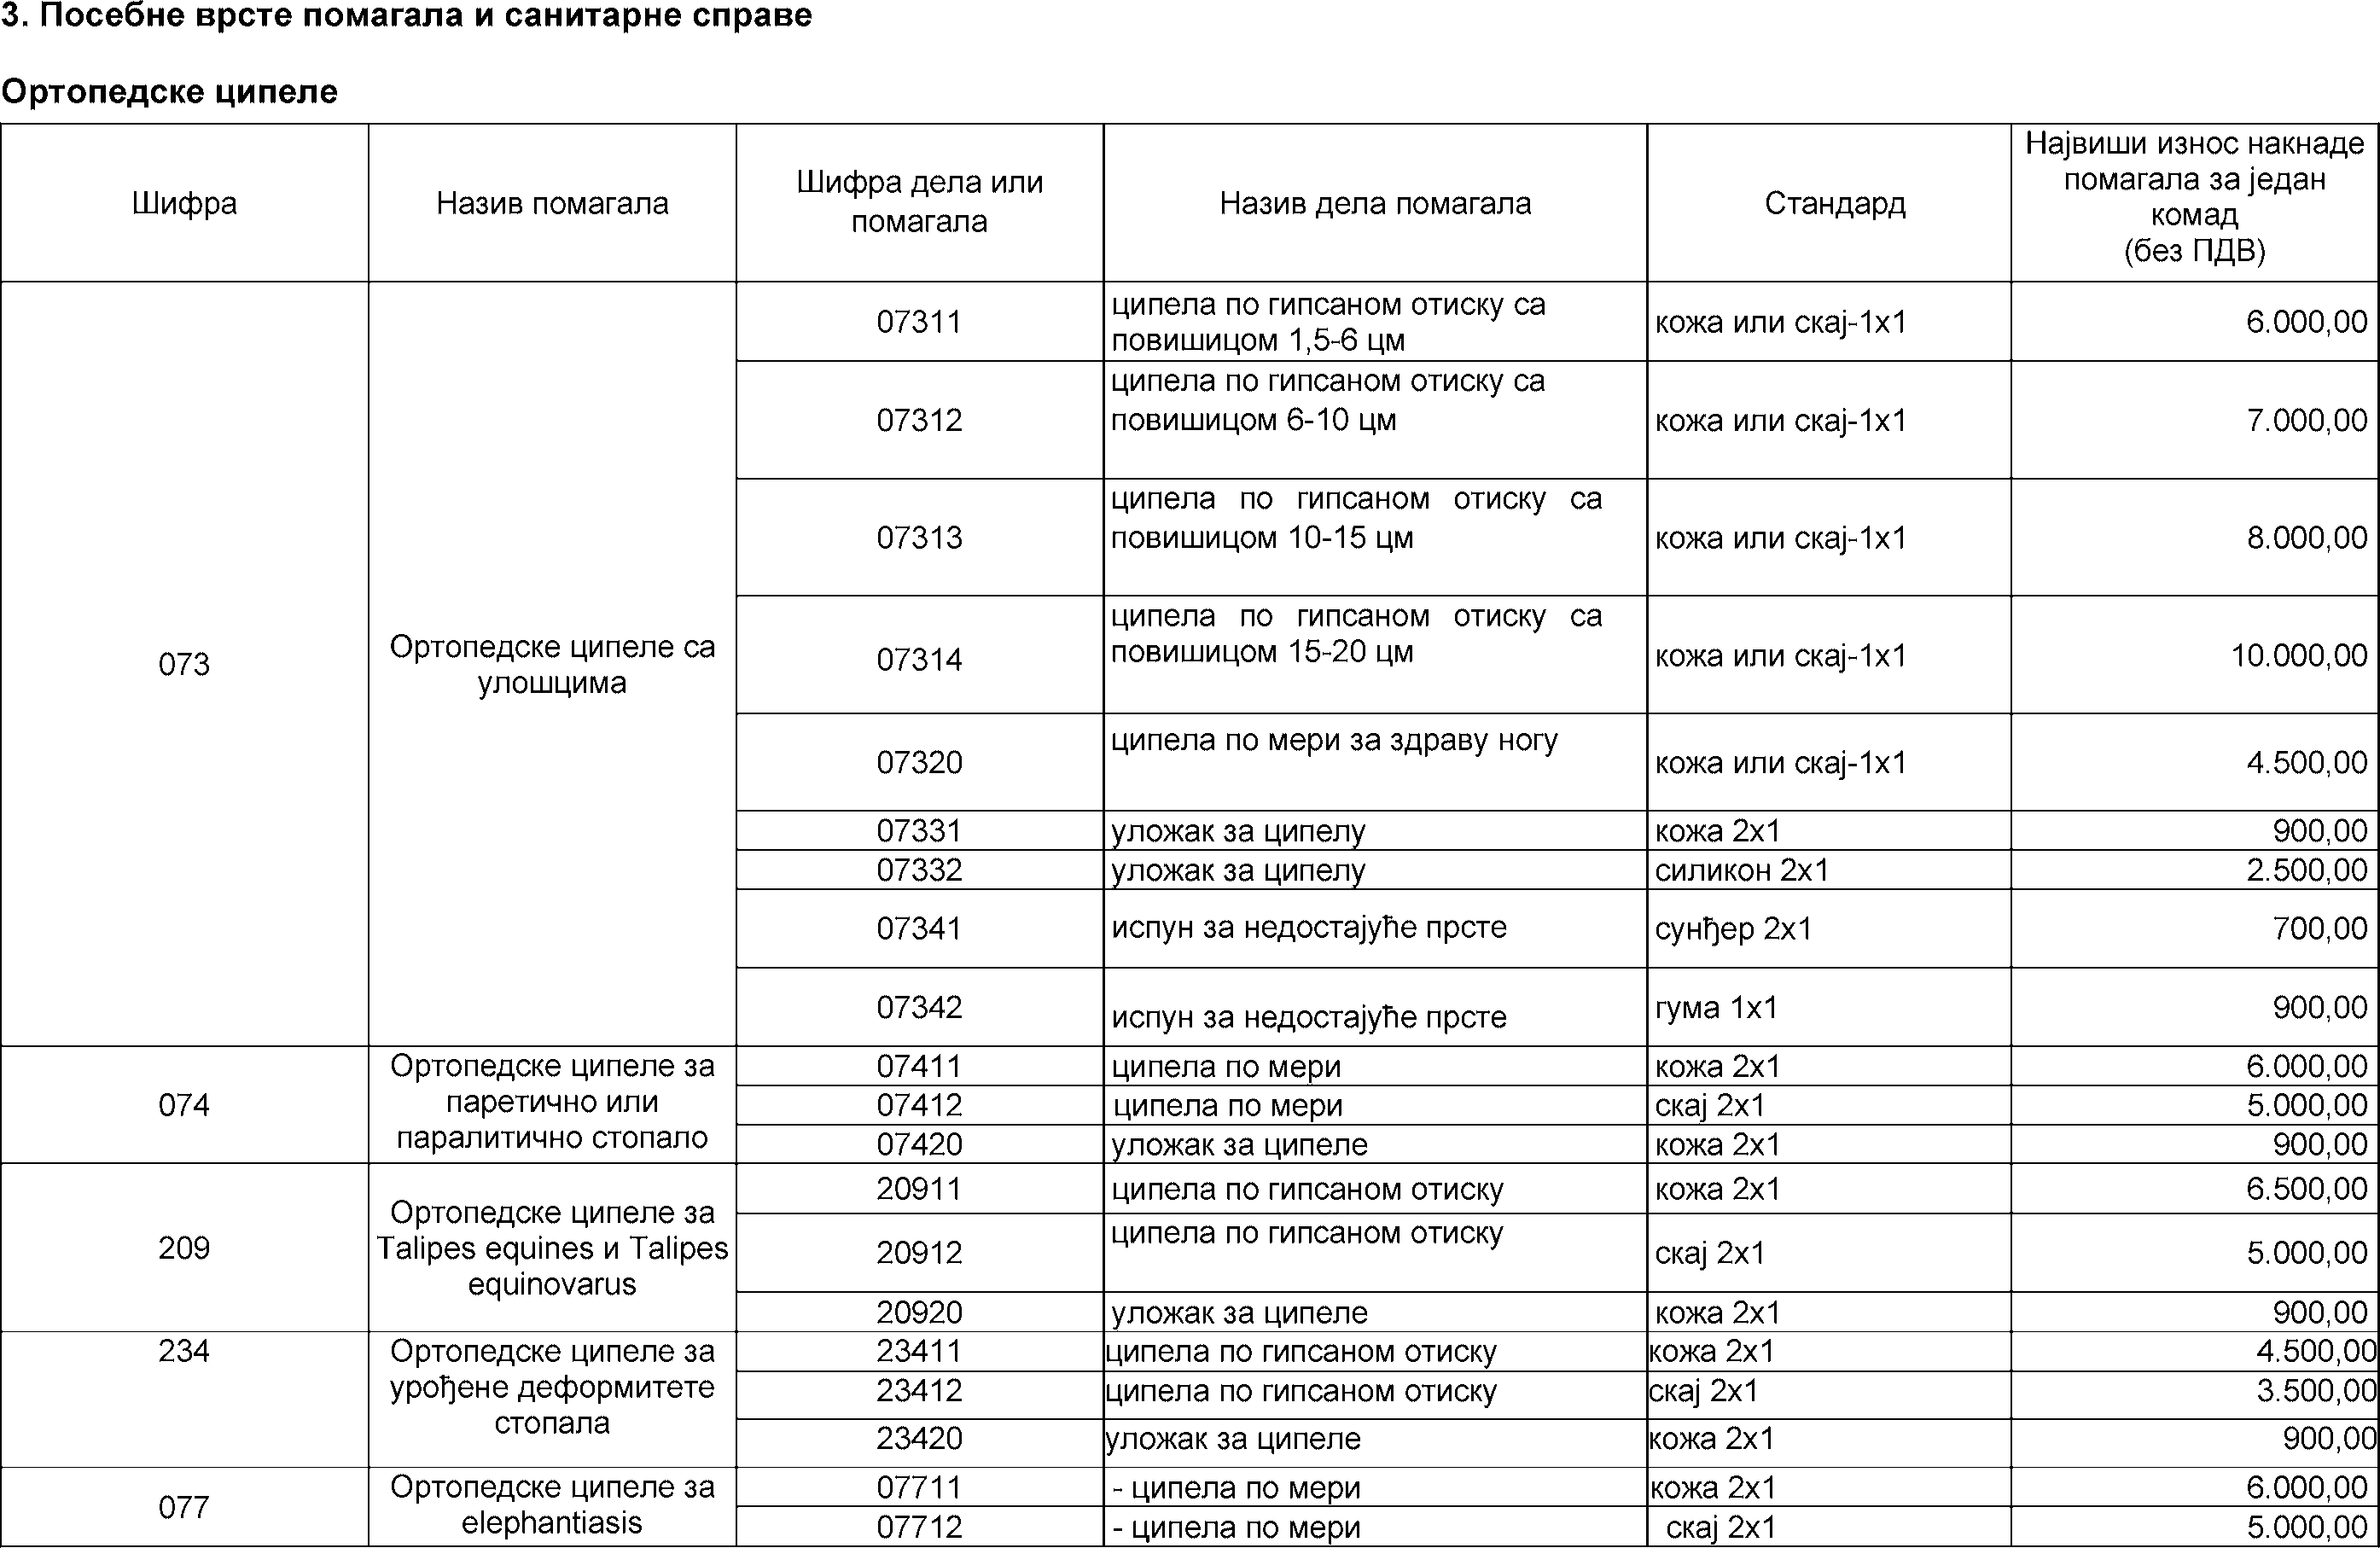 3. Посебне врсте помагала и санитарне справе
Ортопедске ципеле
Шифра
Назив помагала
Шифра дела или
помагала
Назив дела помагала
Стандард
Највиши износ накнаде
помагала за један
комад
(без ПДВ)
073
Ортопедске ципеле са
улошцима
07311
ципела по гипсаном отиску са
повишицом 1,5-6 цм
кожа или скај-1x1
6.000,00
07312
ципела по гипсаном отиску са
повишицом 6-10 цм
кожа или скај-1x1
7.000,00
07313
ципела по гипсаном отиску са
повишицом 10-15 цм
кожа или скај-1x1
8.000,00
07314
ципела по гипсаном отиску са
повишицом 15-20 цм
кожа или скај-1x1
10.000,00
07320
ципела по мери за здраву ногу
кожа или скај-1x1
4.500,00
07331
уложак за ципелу
кожа 2x1
900,00
07332
уложак за ципелу
силикон 2x1
2.500,00
07341
испун за недостајуће прсте
сунђер 2x1
700,00
07342
испун за недостајуће прсте
гума 1x1
900,00
074
Ортопедске ципеле за
паретично или
паралитично стопало
07411
ципела по мери
кожа 2x1
6.000,00
07412
ципела по мери
скај 2x1
5.000,00
07420
уложак за ципеле
кожа 2x1
900,00
209
Ортопедске ципеле за
Talipes equines и Talipes
equinovarus
20911
ципела по гипсаном отиску
кожа 2x1
6.500,00
20912
ципела по гипсаном отиску
скај 2x1
5.000,00
20920
уложак за ципеле
кожа 2x1
900,00
234
Ортопедске ципеле за
урођене деформитете
стопала
23411
ципела по гипсаном отиску
кожа 2x1
4.500,00
23412
ципела по гипсаном отиску
скај 2x1
3.500,00
23420
уложак за ципеле
кожа 2x1
900,00
077
Ортопедске ципеле за
elephantiasis
07711
- ципела по мери
кожа 2x1
6.000,00
07712
- ципела по мери
скај 2x1
5.000,00